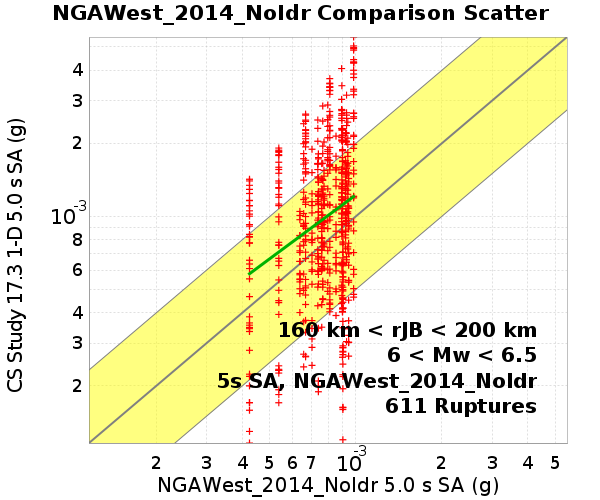 NGAWest_2014_NoIdr Comparison Scatter
CS Study 17.3 1-D 5.0 s SA (g)
4
3
2
10-3
8
6
4
3
2
160 km < rJB < 200 km
6 < Mw < 6.5
5s SA, NGAWest_2014_NoIdr
611 Ruptures
2 3 4 5 6 7 10-3 2 3 4 5
NGAWest_2014_NoIdr 5.0 s SA (g)